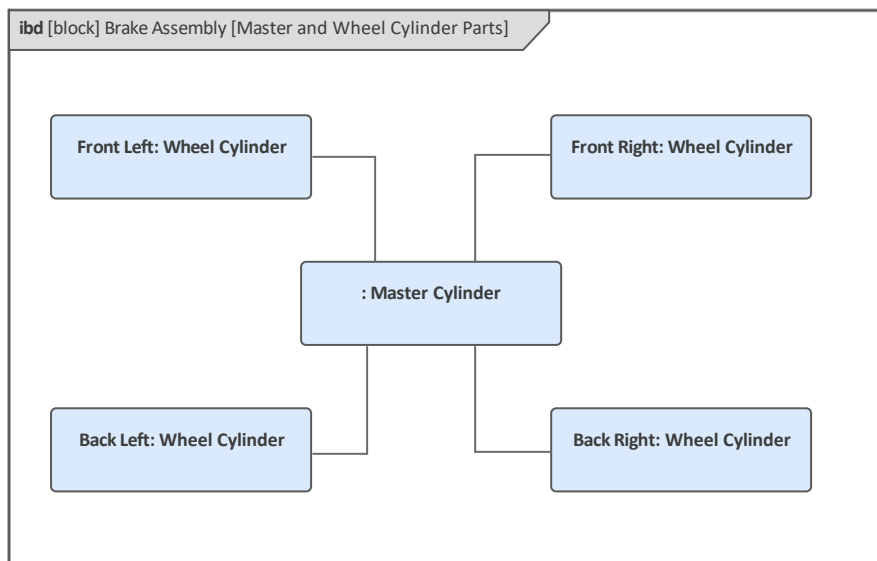 ibd [block] Brake Assembly [Master and Wheel Cylinder Parts]
Front Left: Wheel Cylinder
Front Right: Wheel Cylinder
: Master Cylinder
Back Left: Wheel Cylinder
Back Right: Wheel Cylinder